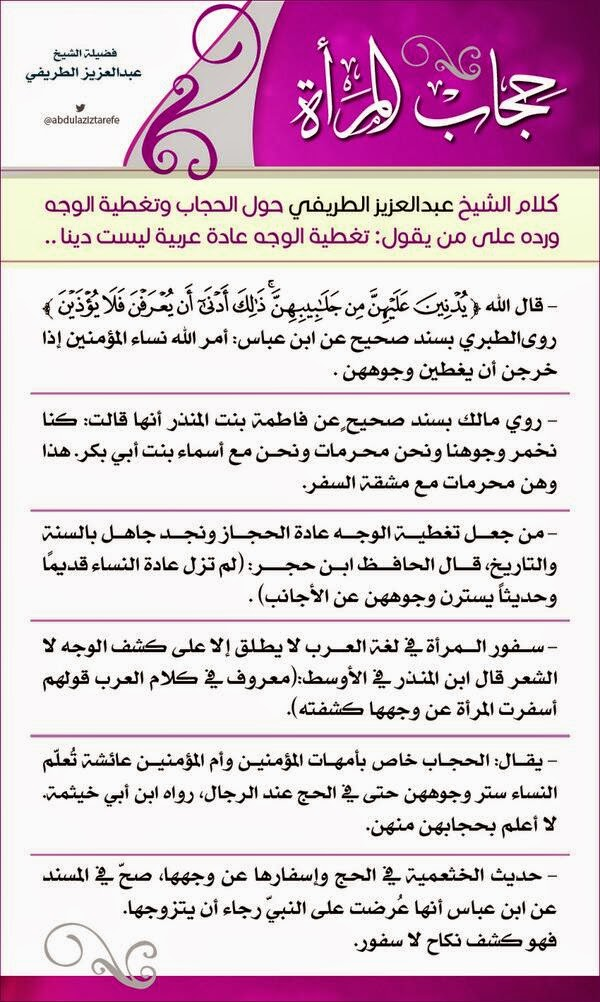 فضيلة الشيخ
عبدالعزيز الطريفي
@abdulaziztarefe
حجاب المرأة
كلام الشيخ عبدالعزيز الطريفي حول الحجاب وتغطية الوجه
ورده على من يقول: تغطية الوجه عادة عربية ليست دينا ..
- قال الله ﴿ يُدْنِينَ عَلَيْهِنَّ مِن جَلَٰبِيبِهِنَّ ۚ ذَٰلِكَ أَدْنَىٰٓ أَن يُعْرَفْنَ فَلَا يُؤْذَيْنَ ﴾
روى الطبري بسند صحيح عن ابن عباس: أمر الله نساء المؤمنين إذا
خرجن أن يغطين وجوههن .
- روي مالك بسند صحيحٍ عن فاطمة بنت المنذر أنها قالت: كنا
نخمر وجوهنا ونحن محرمات ونحن مع أسماء بنت أبي بكر. هذا
وهن محرمات مع مشقة السفر.
- من جعل تغطية الوجه عادة الحجاز ونجد جاهل بالسنة
والتاريخ، قال الحافظ ابن حجر: (لم تزل عادة النساء قديمًا
وحديثاً يسترن وجوههن عن الأجانب) .
- سفور المرأة في لغة العرب لا يطلق إلا على كشف الوجه لا
الشعر قال ابن المنذر في الأوسط:(معروف في كلام العرب قولهم
أسفرت المرأة عن وجهها كشفته).
- يقال: الحجاب خاص بأمهات المؤمنين وأم المؤمنين عائشة تُعلّم
النساء ستر وجوههن حتى في الحج عند الرجال، رواه ابن أبي خيثمة.
لا أعلم بحجابهن منهن.
- حديث الخثعمية في الحج وإسفارها عن وجهها، صحّ في المسند
عن ابن عباس أنها عُرضت على النبيّ رجاء أن يتزوجها.
فهو كشف نكاح لا سفور.